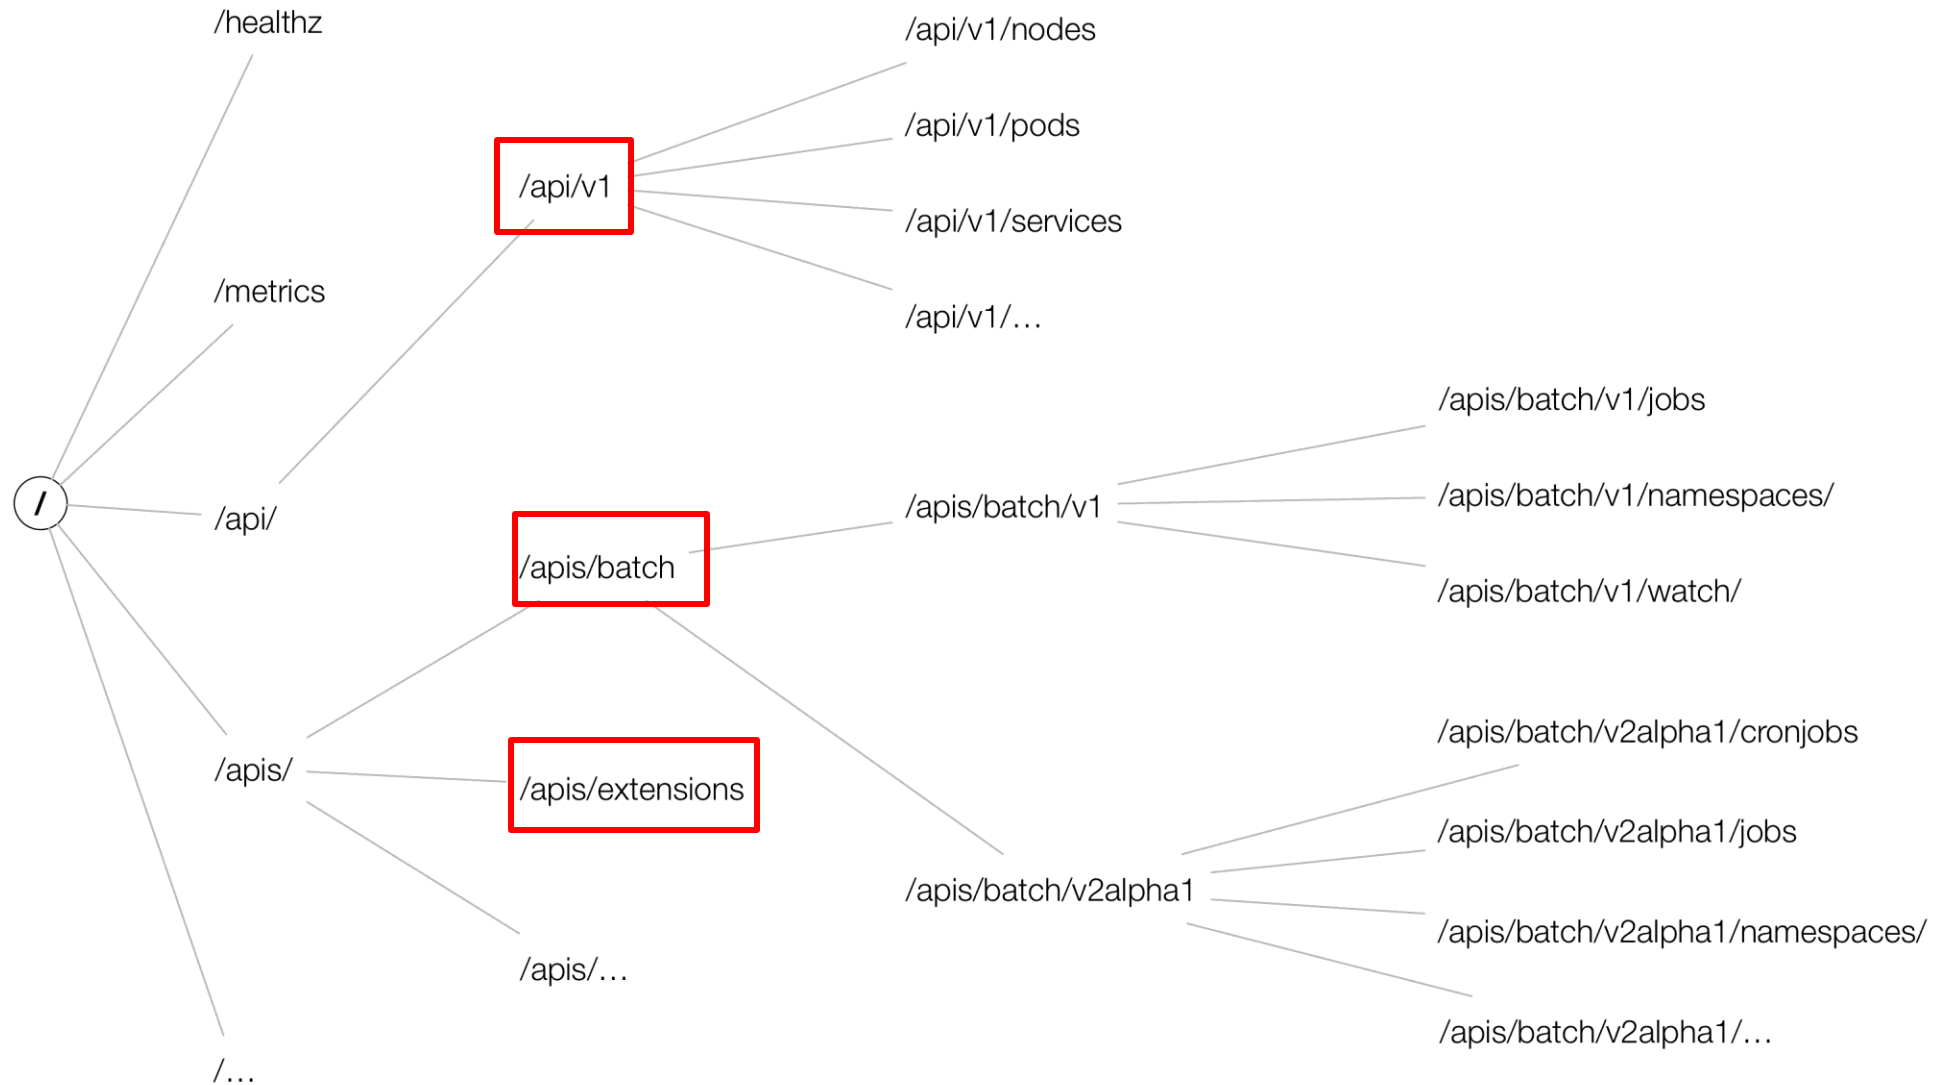 /healthz
/metrics
/
/api/
/apis/
/…
/api/v1
/apis/batch
/apis/extensions
/apis/…
/api/v1/nodes
/api/v1/pods
/api/v1/services
/api/v1/…
/apis/batch/v1
/apis/batch/v2alpha1
/apis/batch/v1/jobs
/apis/batch/v1/namespaces/
/apis/batch/v1/watch/
/apis/batch/v2alpha1/cronjobs
/apis/batch/v2alpha1/jobs
/apis/batch/v2alpha1/namespaces/
/apis/batch/v2alpha1/…